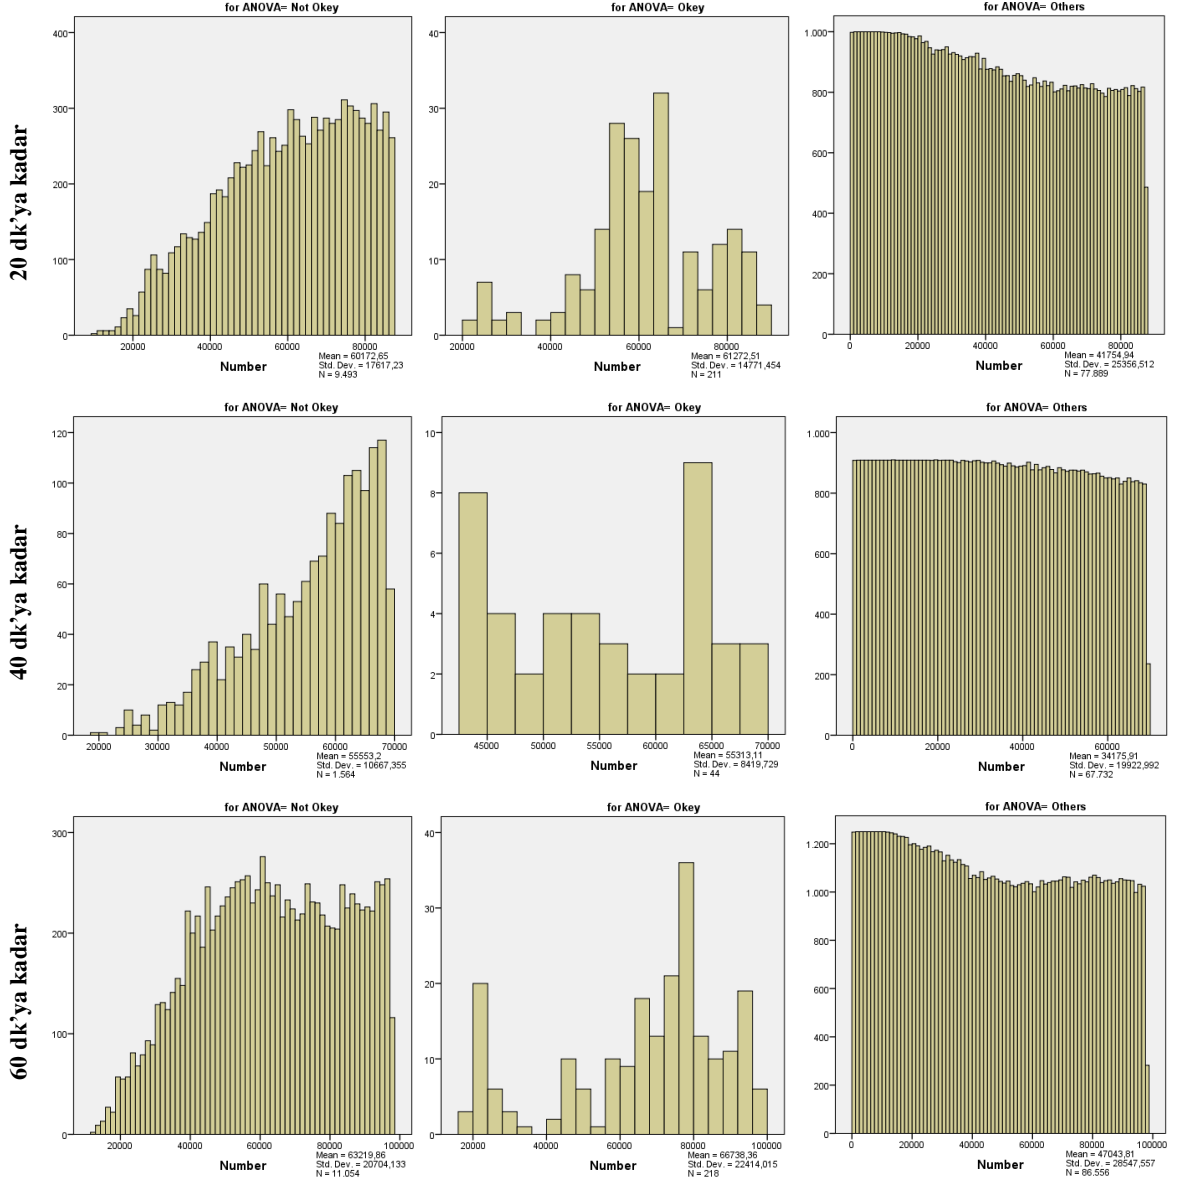 20 dk’ya kadar
for ANOVA= Not Okey
400
300
200
100
0
20000 40000 60000 80000
Number
Mean = 60172,65
Std. Dev. = 17617,23
N = 9.493
for ANOVA= Okey
40
30
20
10
0
20000 40000 60000 80000
Number
Mean = 61272,51
Std. Dev. = 14771,454
N = 211
for ANOVA= Others
1.000
800
600
400
200
0
0 20000 40000 60000 80000
Number
Mean = 41754,94
Std. Dev. = 25356,512
N = 77.889
40 dk’ya kadar
for ANOVA= Not Okey
120
100
80
60
40
20
0
20000 30000 40000 50000 60000 70000
Number
Mean = 55553,2
Std. Dev. = 10667,355
N = 1.564
for ANOVA= Okey
10
8
6
4
2
0
45000 50000 55000 60000 65000 70000
Number
Mean = 55313,11
Std. Dev. = 8419,729
N = 44
for ANOVA= Others
1.000
800
600
400
200
0
0 20000 40000 60000
Number
Mean = 34175,91
Std. Dev. = 19922,992
N = 67.732
60 dk’ya kadar
for ANOVA= Not Okey
300
200
100
0
20000 40000 60000 80000 100000
Number
Mean = 63219,86
Std. Dev. = 20704,133
N = 11.054
for ANOVA= Okey
40
30
20
10
0
20000 40000 60000 80000 100000
Number
Mean = 66738,36
Std. Dev. = 22414,015
N = 218
for ANOVA= Others
1.200
1.000
800
600
400
200
0
0 20000 40000 60000 80000 100000
Number
Mean = 47043,81
Std. Dev. = 28547,557
N = 86.556